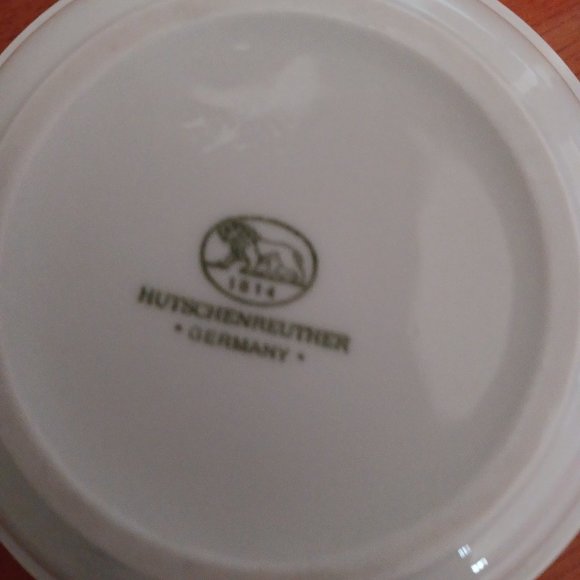 1814
HUTSCHENREUTHER
• GERMANY •